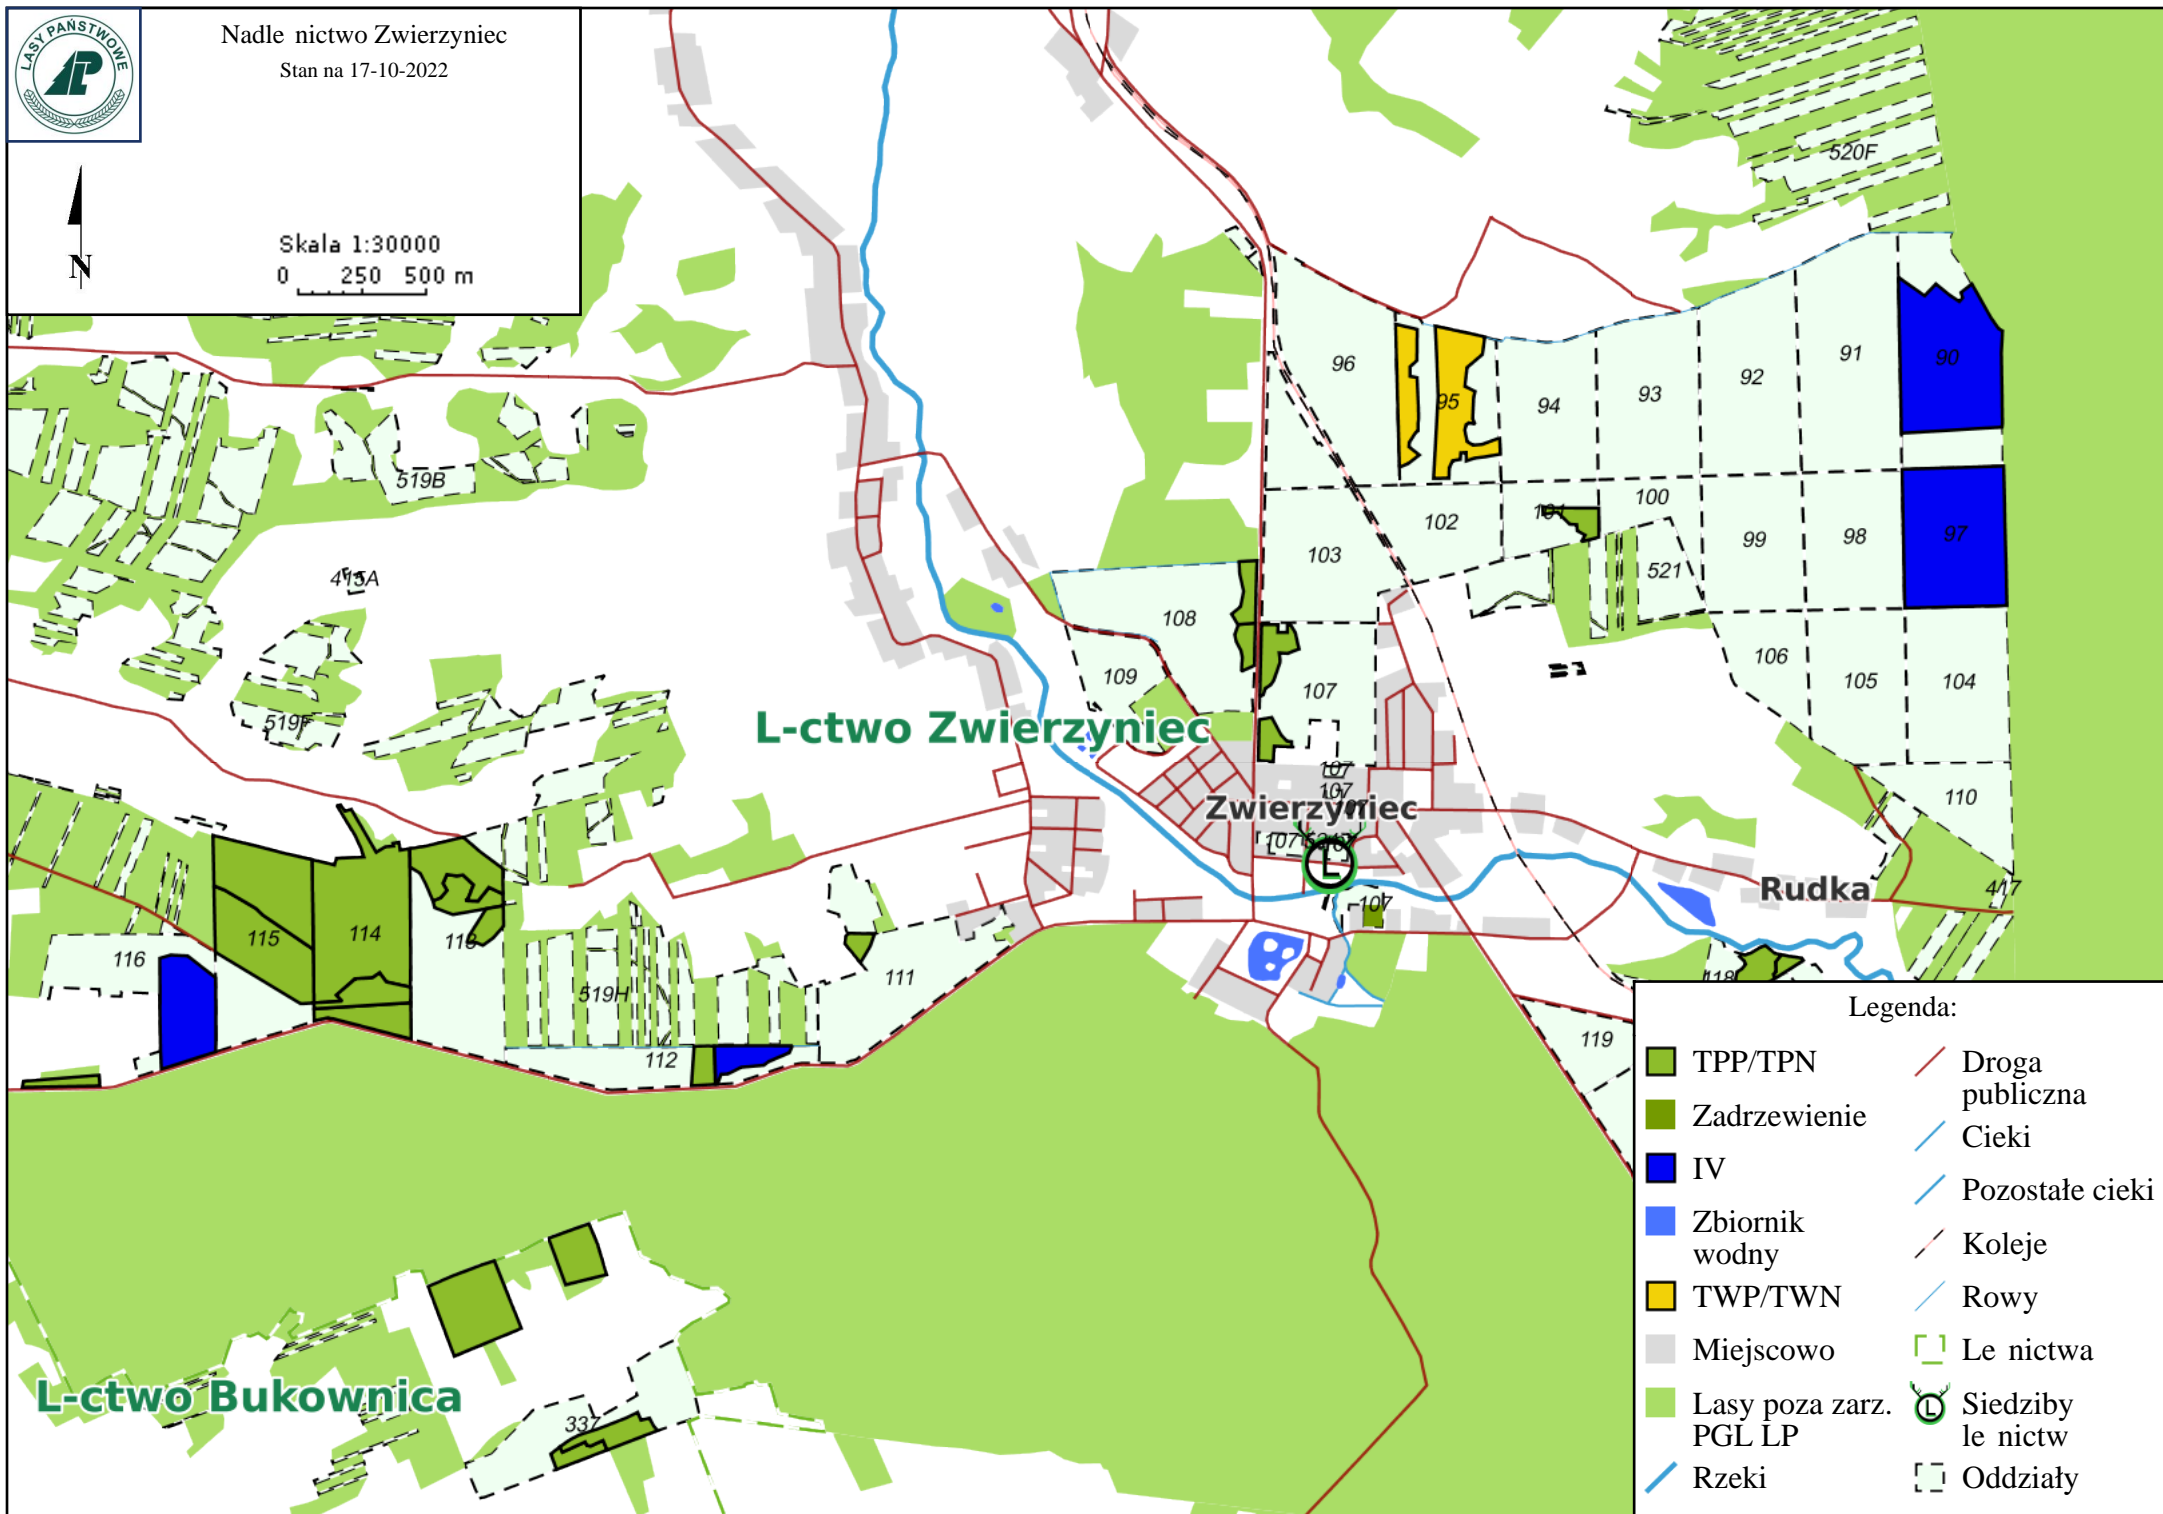 LASY PAŃSTWOWE
Nadle nictwo Zwierzyniec
Stan na 17-10-2022
N
Skala 1:30000
0 250 500 m
520F
96
95
94
93
92
91
90
519B
102
101
100
99
98
97
103
521
415A
108
109
107
106
105
104
519F
L-ctwo Zwierzyniec
107
107
110
Zwierzyniec
107
Rudka
417
107
116
115
114
113
111
118
519H
112
119
L-ctwo Bukownica
337
Legenda:
TPP/TPN
Zadrzewienie
IV
Zbiornik
wodny
TWP/TWN
Miejscowo
Lasy poza zarz.
PGL LP
Rzeki
Droga
publiczna
Cieki
Pozostałe cieki
Koleje
Rowy
Le nictwa
L
Siedziby
le nictw
Oddziały
L